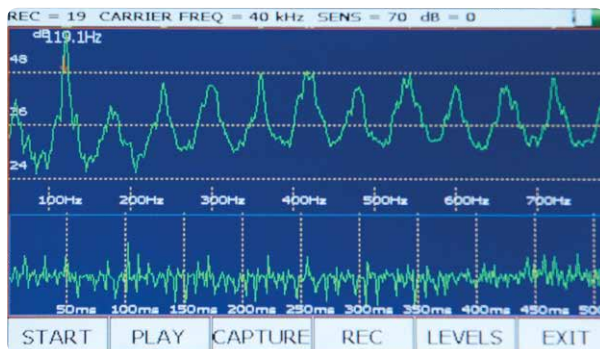 REC = 19 CARRIER FREQ = 40 kHz SENS = 70 dB = 0
dB 119.1Hz
48
36
24
100Hz 200Hz 300Hz 400Hz 500Hz 600Hz 700Hz
50ms 100ms 150ms 200ms 250ms 300ms 350ms 400ms 450ms 500
START PLAY CAPTURE REC LEVELS EXIT